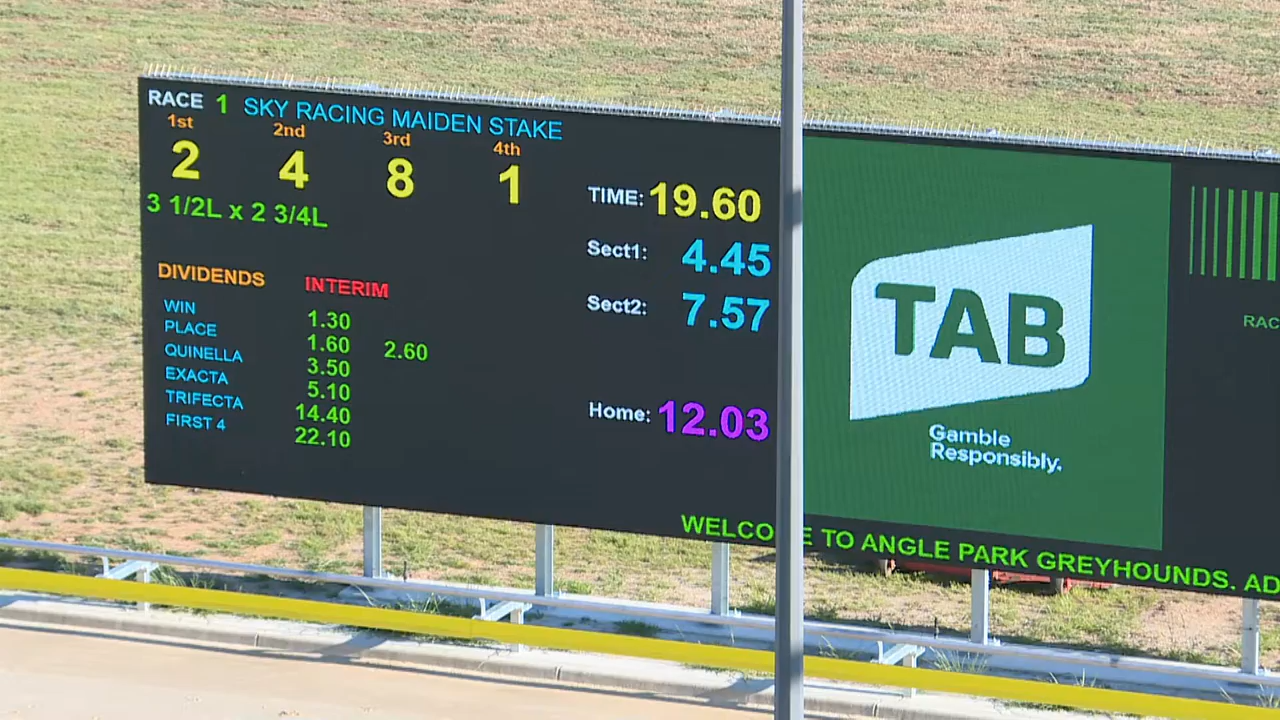 RACE 1 SKY RACING MAIDEN STAKE
1st 2nd 3rd 4th
2 4 8 1
3 1/2L x 2 3/4L
TIME: 19.60
Sect1: 4.45
Sect2: 7.57
Home: 12.03
DIVIDENDS INTERIM
WIN 1.30
PLACE 1.60 2.60
QUINELLA 3.50
EXACTA 5.10
TRIFECTA 14.40
FIRST 4 22.10
TAB
Gamble
Responsibly.
RAC
WELCO E TO ANGLE PARK GREYHOUNDS. AD